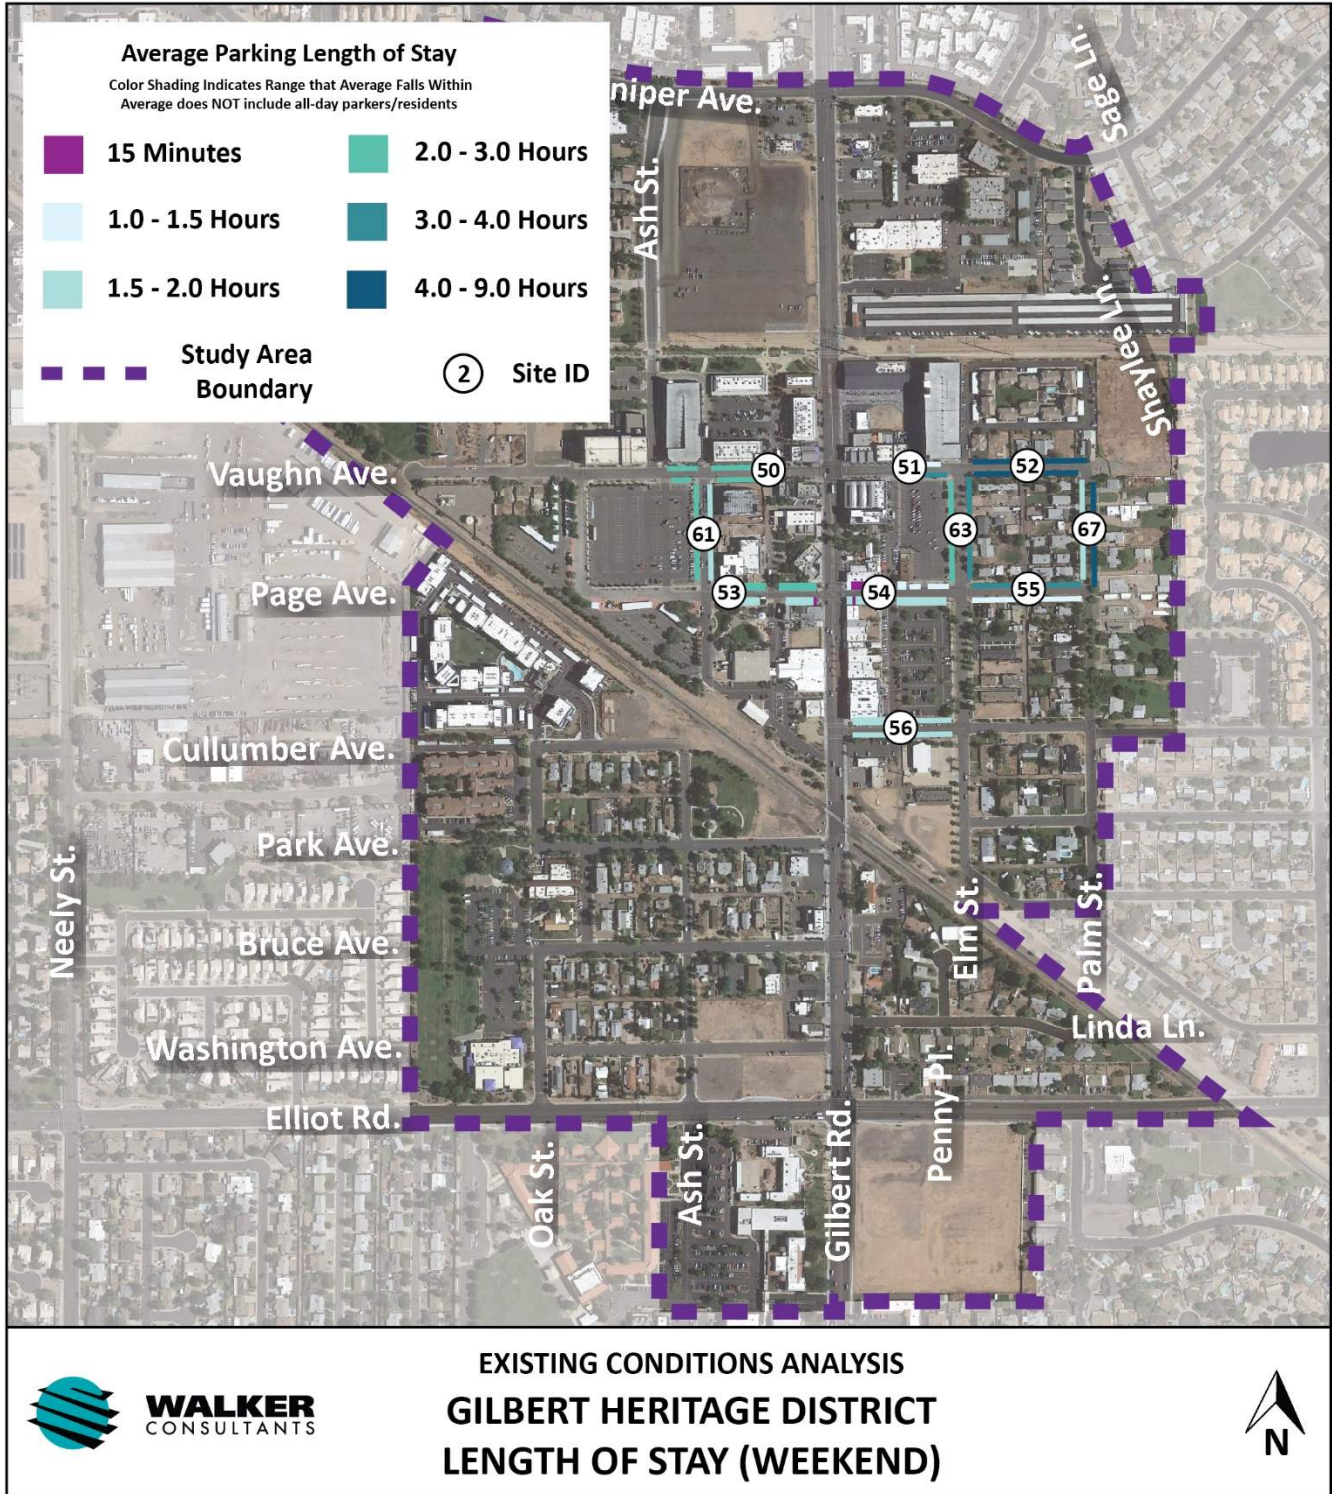 Average Parking Length of Stay
Color Shading Indicates Range that Average Falls Within
Average does NOT include all-day parkers/residents
15 Minutes
2.0 - 3.0 Hours
1.0 - 1.5 Hours
3.0 - 4.0 Hours
1.5 - 2.0 Hours
4.0 - 9.0 Hours
Study Area
Boundary
2
Site ID
niper Ave.
Sage Ln.
Ash St.
Shaylee Ln.
Vaughn Ave.
50
51
52
61
63
67
Page Ave.
53
54
55
56
Cullumber Ave.
Park Ave.
Neely St.
Bruce Ave.
Elm St.
Palm St.
Washington Ave.
Linda Ln.
Elliot Rd.
Oak St.
Ash St.
Gilbert Rd.
Penny Pl.
WALKER
CONSULTANTS
EXISTING CONDITIONS ANALYSIS
GILBERT HERITAGE DISTRICT
LENGTH OF STAY (WEEKEND)
N